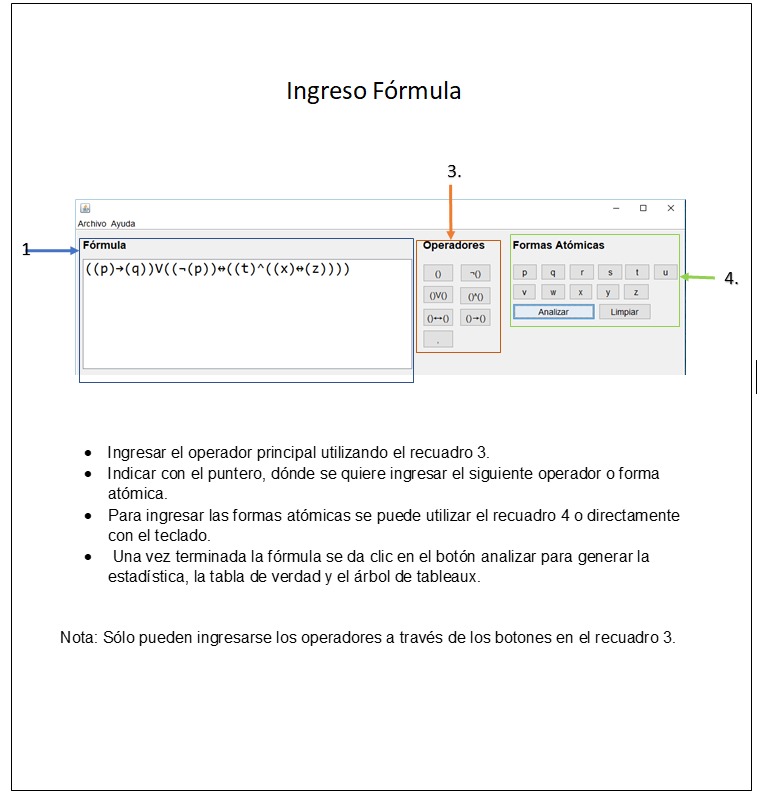 Ingreso Fórmula
3.
Archivo Ayuda
1
Fórmula
Operadores
Formas Atómicas
((p)→(q))V((¬(p))↔((t)^((x)↔(z))))
() ¬()
()V() ()^()
()↔() ()→()
,
p q r s t u
v w x y z
Analizar Limpiar
4.
• Ingresar el operador principal utilizando el recuadro 3.
• Indicar con el puntero, dónde se quiere ingresar el siguiente operador o forma
atómica.
• Para ingresar las formas atómicas se puede utilizar el recuadro 4 o directamente
con el teclado.
• Una vez terminada la fórmula se da clic en el botón analizar para generar la
estadística, la tabla de verdad y el árbol de tableaux.
Nota: Sólo pueden ingresarse los operadores a través de los botones en el recuadro 3.